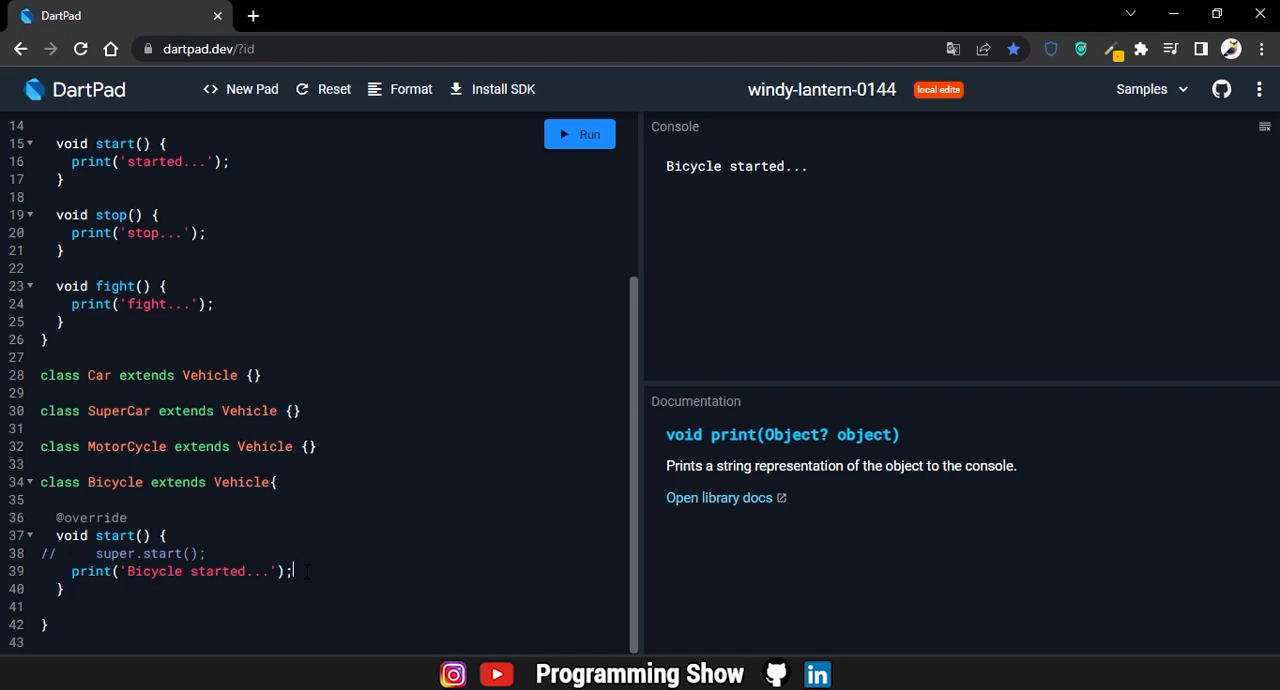 DartPad
dartpad.dev/?id
DartPad
<> New Pad
Reset
Format
Install SDK
windy-lantern-0144
local edits
Samples
14
15 void start() {
16 print('started...');
17 }
18
19 void stop() {
20 print('stop...');
21 }
22
23 void fight() {
24 print('fight...');
25 }
26 }
27
28 class Car extends Vehicle {}
29
30 class SuperCar extends Vehicle {}
31
32 class MotorCycle extends Vehicle {}
33
34 class Bicycle extends Vehicle{
35
36 @override
37 void start() {
38 // super.start();
39 print('Bicycle started...');
40 }
41
42 }
43
Run
Console
Bicycle started...
Documentation
void print(Object? object)
Prints a string representation of the object to the console.
Open library docs
Programming Show
in